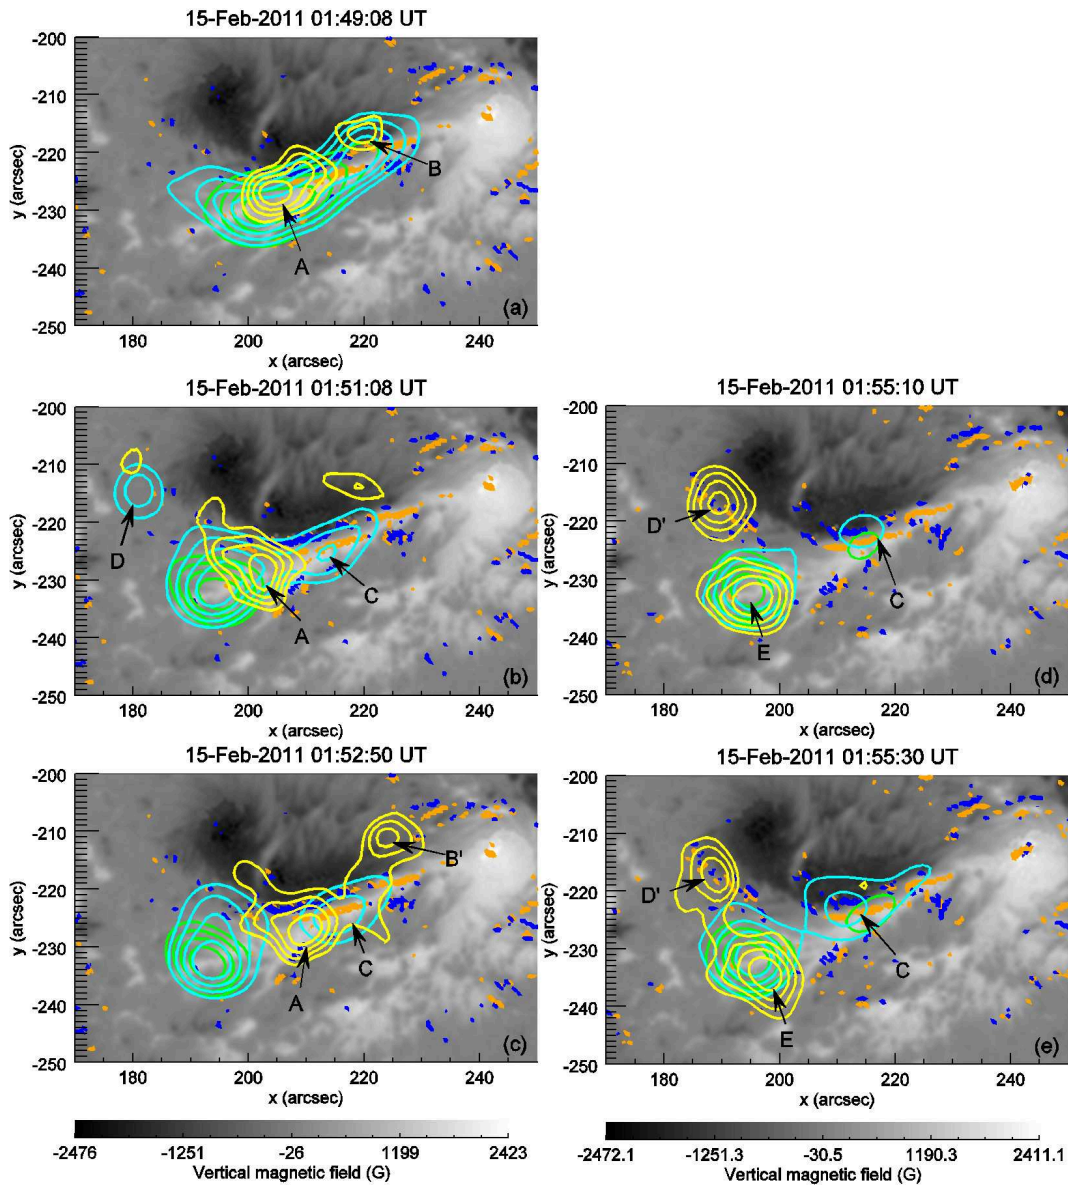 15-Feb-2011 01:49:08 UT
-200
-210
-220
-230
-240
-250
y (arcsec)
A
B
(a)
180 200 220 240
x (arcsec)
15-Feb-2011 01:51:08 UT
-200
-210
-220
-230
-240
-250
y (arcsec)
D
A
C
(b)
180 200 220 240
x (arcsec)
15-Feb-2011 01:52:50 UT
-200
-210
-220
-230
-240
-250
y (arcsec)
B'
C
A
(c)
180 200 220 240
x (arcsec)
-2476 -1251 -26 1199 2423
Vertical magnetic field (G)
15-Feb-2011 01:55:10 UT
-200
-210
-220
-230
-240
-250
y (arcsec)
D'
C
E
(d)
180 200 220 240
x (arcsec)
15-Feb-2011 01:55:30 UT
-200
-210
-220
-230
-240
-250
y (arcsec)
D'
C
E
(e)
180 200 220 240
x (arcsec)
-2472.1 -1251.3 -30.5 1190.3 2411.1
Vertical magnetic field (G)